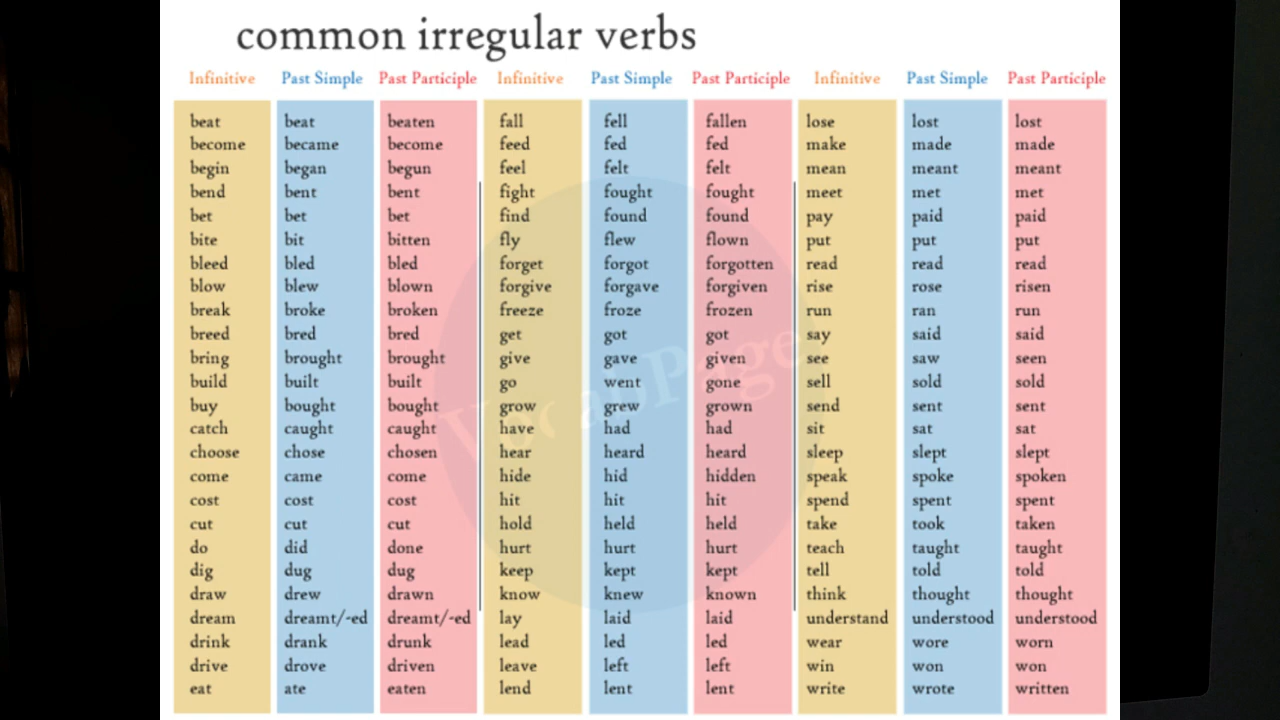 common irregular verbs
Infinitive Past Simple Past Participle Infinitive Past Simple Past Participle Infinitive Past Simple Past Participle
beat beat beaten fall fell fallen lose lost lost
become became become feed fed fed make made made
begin began begun feel felt felt mean meant meant
bend bent bent fight fought fought meet met met
bet bet bet find found found pay paid paid
bite bit bitten fly flew flown put put put
bleed bled bled forget forgot forgotten read read read
blow blew blown forgive forgave forgiven rise rose risen
break broke broken freeze froze frozen run ran run
breed bred bred get got got say said said
bring brought brought give gave given see saw seen
build built built go went gone sell sold sold
buy bought bought grow grew grown send sent sent
catch caught caught have had had sit sat sat
choose chose chosen hear heard heard sleep slept slept
come came come hide hid hidden speak spoke spoken
cost cost cost hit hit hit spend spent spent
cut cut cut hold held held take took taken
do did done hurt hurt hurt teach taught taught
dig dug dug keep kept kept tell told told
draw drew drawn know knew known think thought thought
dream dreamt/-ed dreamt/-ed lay laid laid understand understood understood
drink drank drunk lead led led wear wore worn
drive drove driven leave left left win won won
eat ate eaten lend lent lent write wrote written
VocabPage